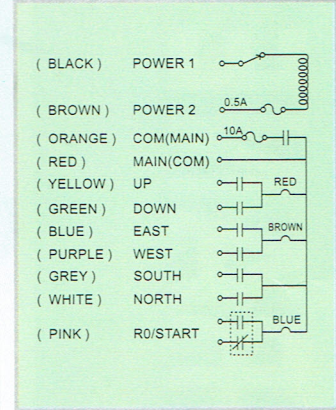 ( BLACK ) POWER 1
( BROWN ) POWER 2 0.5A
( ORANGE ) COM(MAIN) 10A
( RED ) MAIN(COM)
( YELLOW ) UP RED
( GREEN ) DOWN
( BLUE ) EAST BROWN
( PURPLE ) WEST
( GREY ) SOUTH
( WHITE ) NORTH
( PINK ) R0/START BLUE